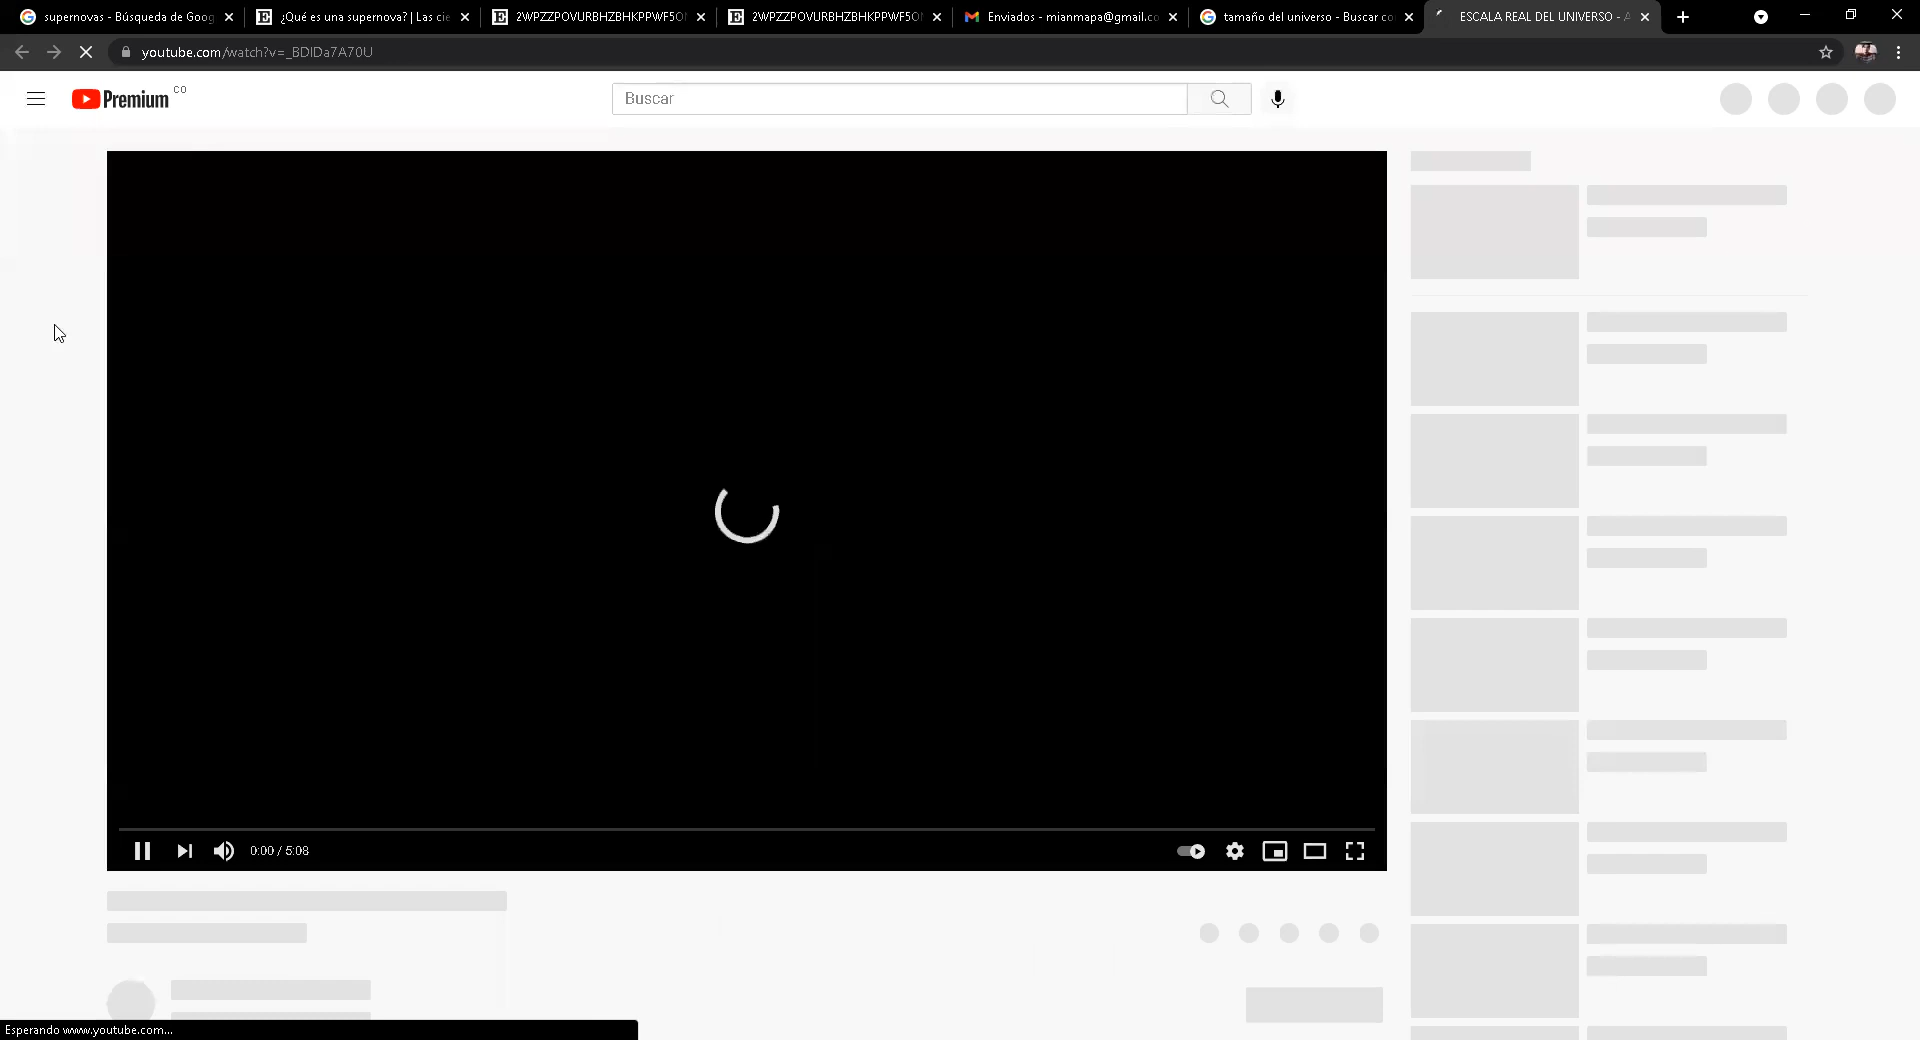 supernovas - Búsqueda de Goog
¿Qué es una supernova? | Las cie
2WPZZPOVURBHZBHKPPWF5O
2WPZZPOVURBHZBHKPPWF5O
Enviados - mianmapa@gmail.co
tamaño del universo - Buscar co
ESCALA REAL DEL UNIVERSO - A
youtube.com/watch?v=_BDIDa7A70U
Premium CO
Buscar
0:00 / 5:08
Esperando www.youtube.com...